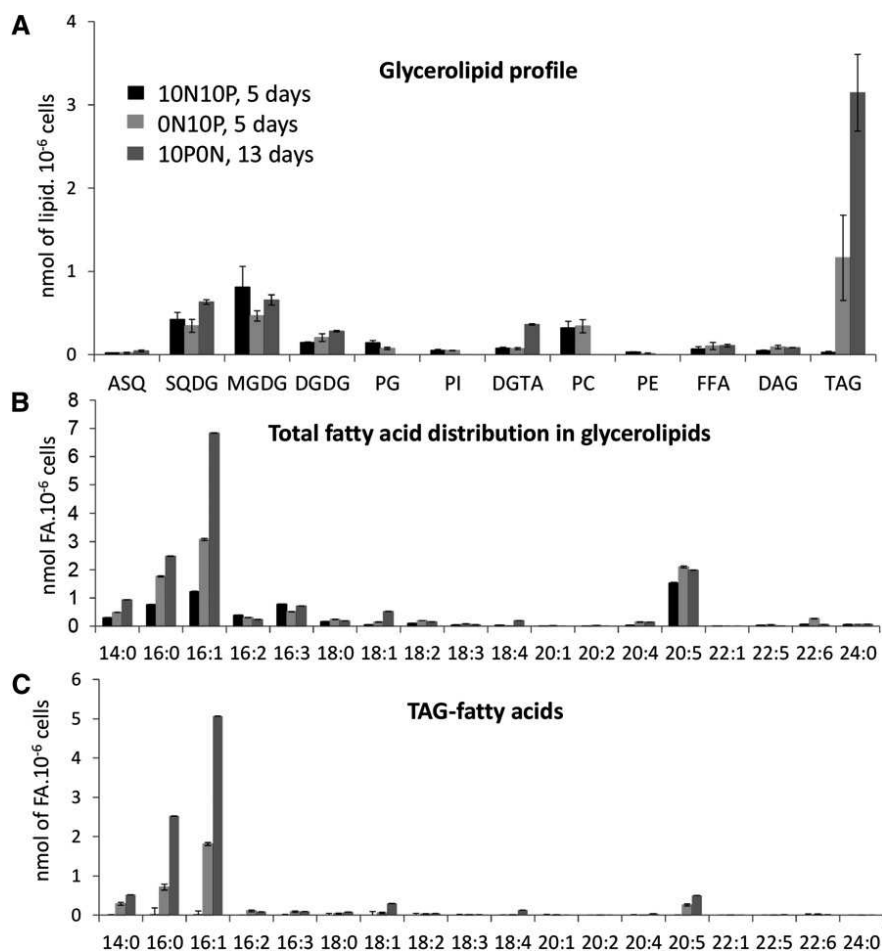 A
Glycerolipid profile
10N10P, 5 days
0N10P, 5 days
10P0N, 13 days
nmol of lipid. 10⁻⁶ cells
4
3
2
1
0
ASQ SQDG MGDG DGDG PG PI DGTA PC PE FFA DAG TAG
B
Total fatty acid distribution in glycerolipids
nmol FA.10⁻⁶ cells
8
7
6
5
4
3
2
1
0
14:0 16:0 16:1 16:2 16:3 18:0 18:1 18:2 18:3 18:4 20:1 20:2 20:4 20:5 22:1 22:5 22:6 24:0
C
TAG-fatty acids
nmol of FA.10⁻⁶ cells
6
5
4
3
2
1
0
14:0 16:0 16:1 16:2 16:3 18:0 18:1 18:2 18:3 18:4 20:1 20:2 20:4 20:5 22:1 22:5 22:6 24:0